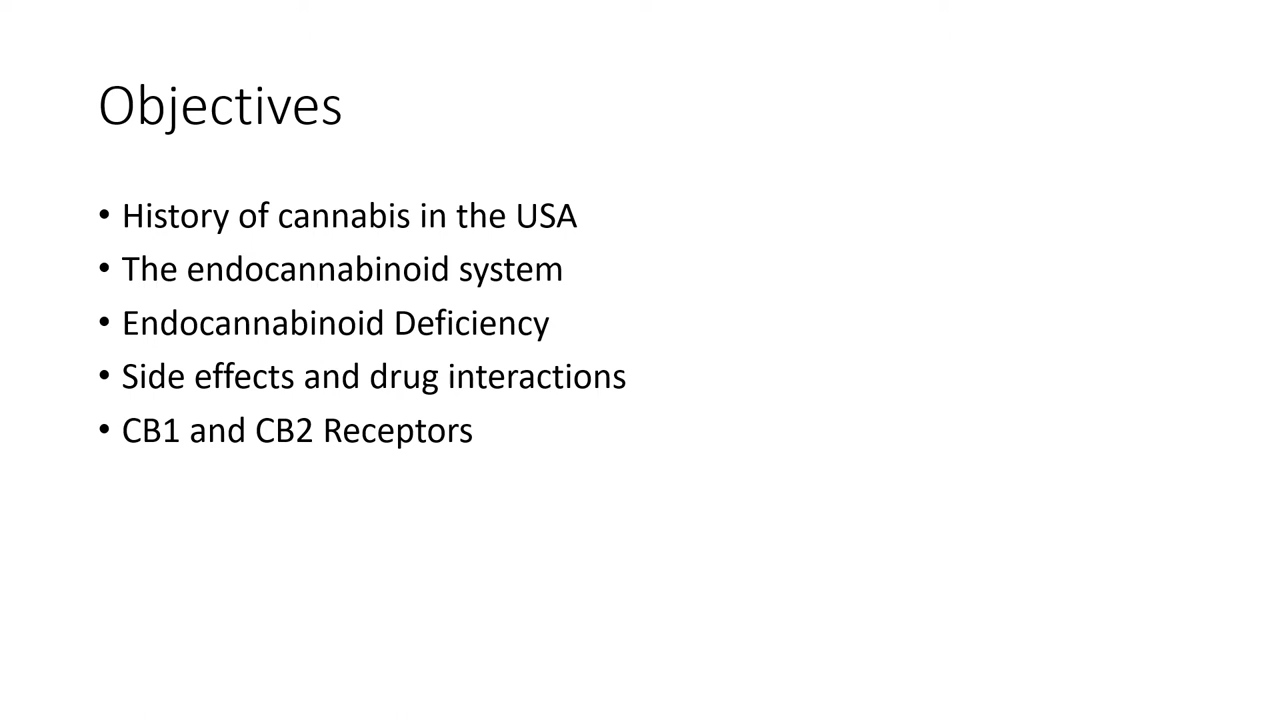 Objectives
• History of cannabis in the USA
• The endocannabinoid system
• Endocannabinoid Deficiency
• Side effects and drug interactions
• CB1 and CB2 Receptors